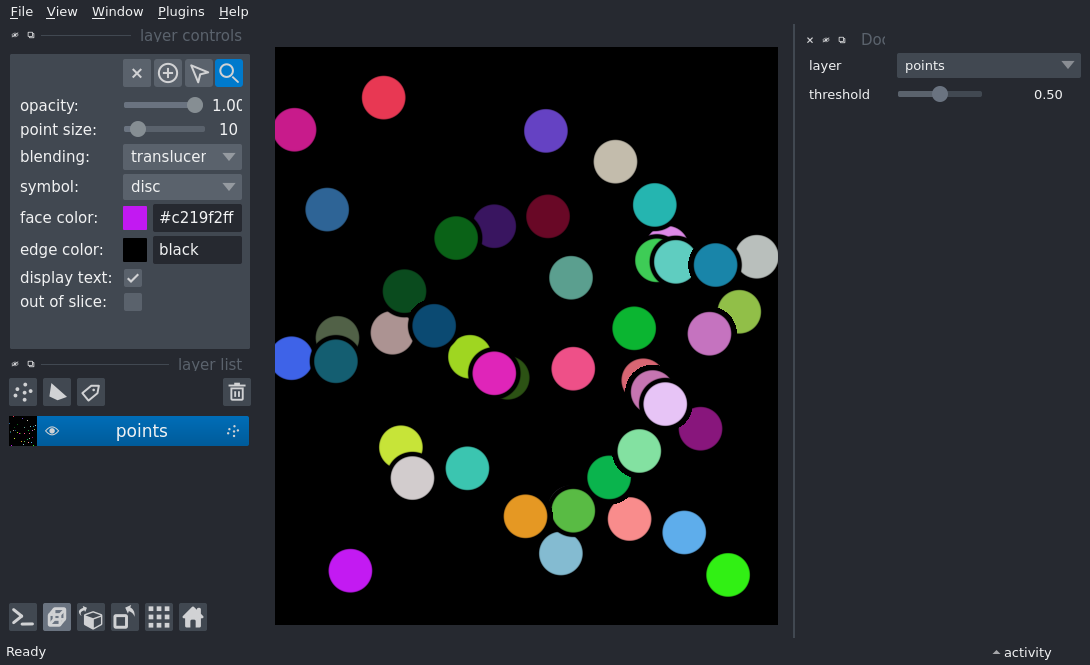 File View Window Plugins Help
layer controls
opacity: 1.00
point size: 10
blending: translucer
symbol: disc
face color: #c219f2ff
edge color: black
display text:
out of slice:
layer list
points
Doc
layer points
threshold 0.50
Ready
activity